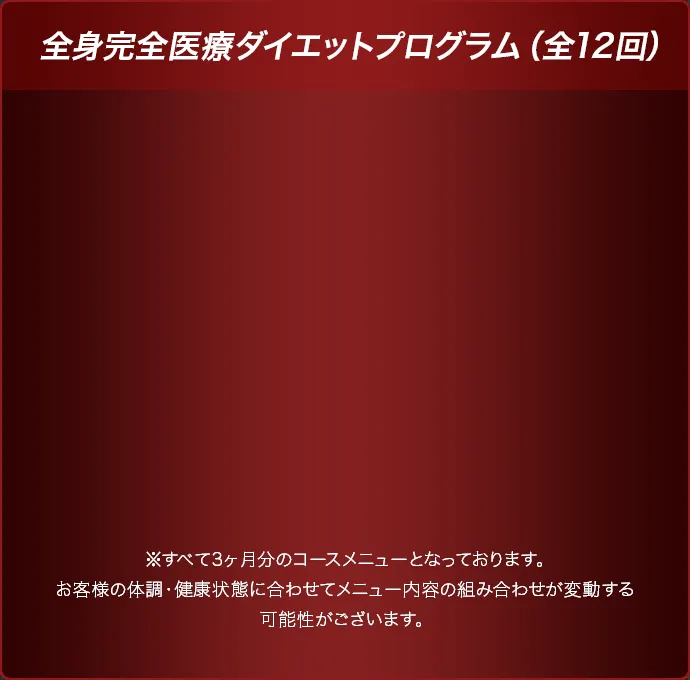 全身完全医療ダイエットプログラム（全12回）
※すべて3ヶ月分のコースメニューとなっております。
お客様の体調・健康状態に合わせてメニュー内容の組み合わせが変動する
可能性がございます。